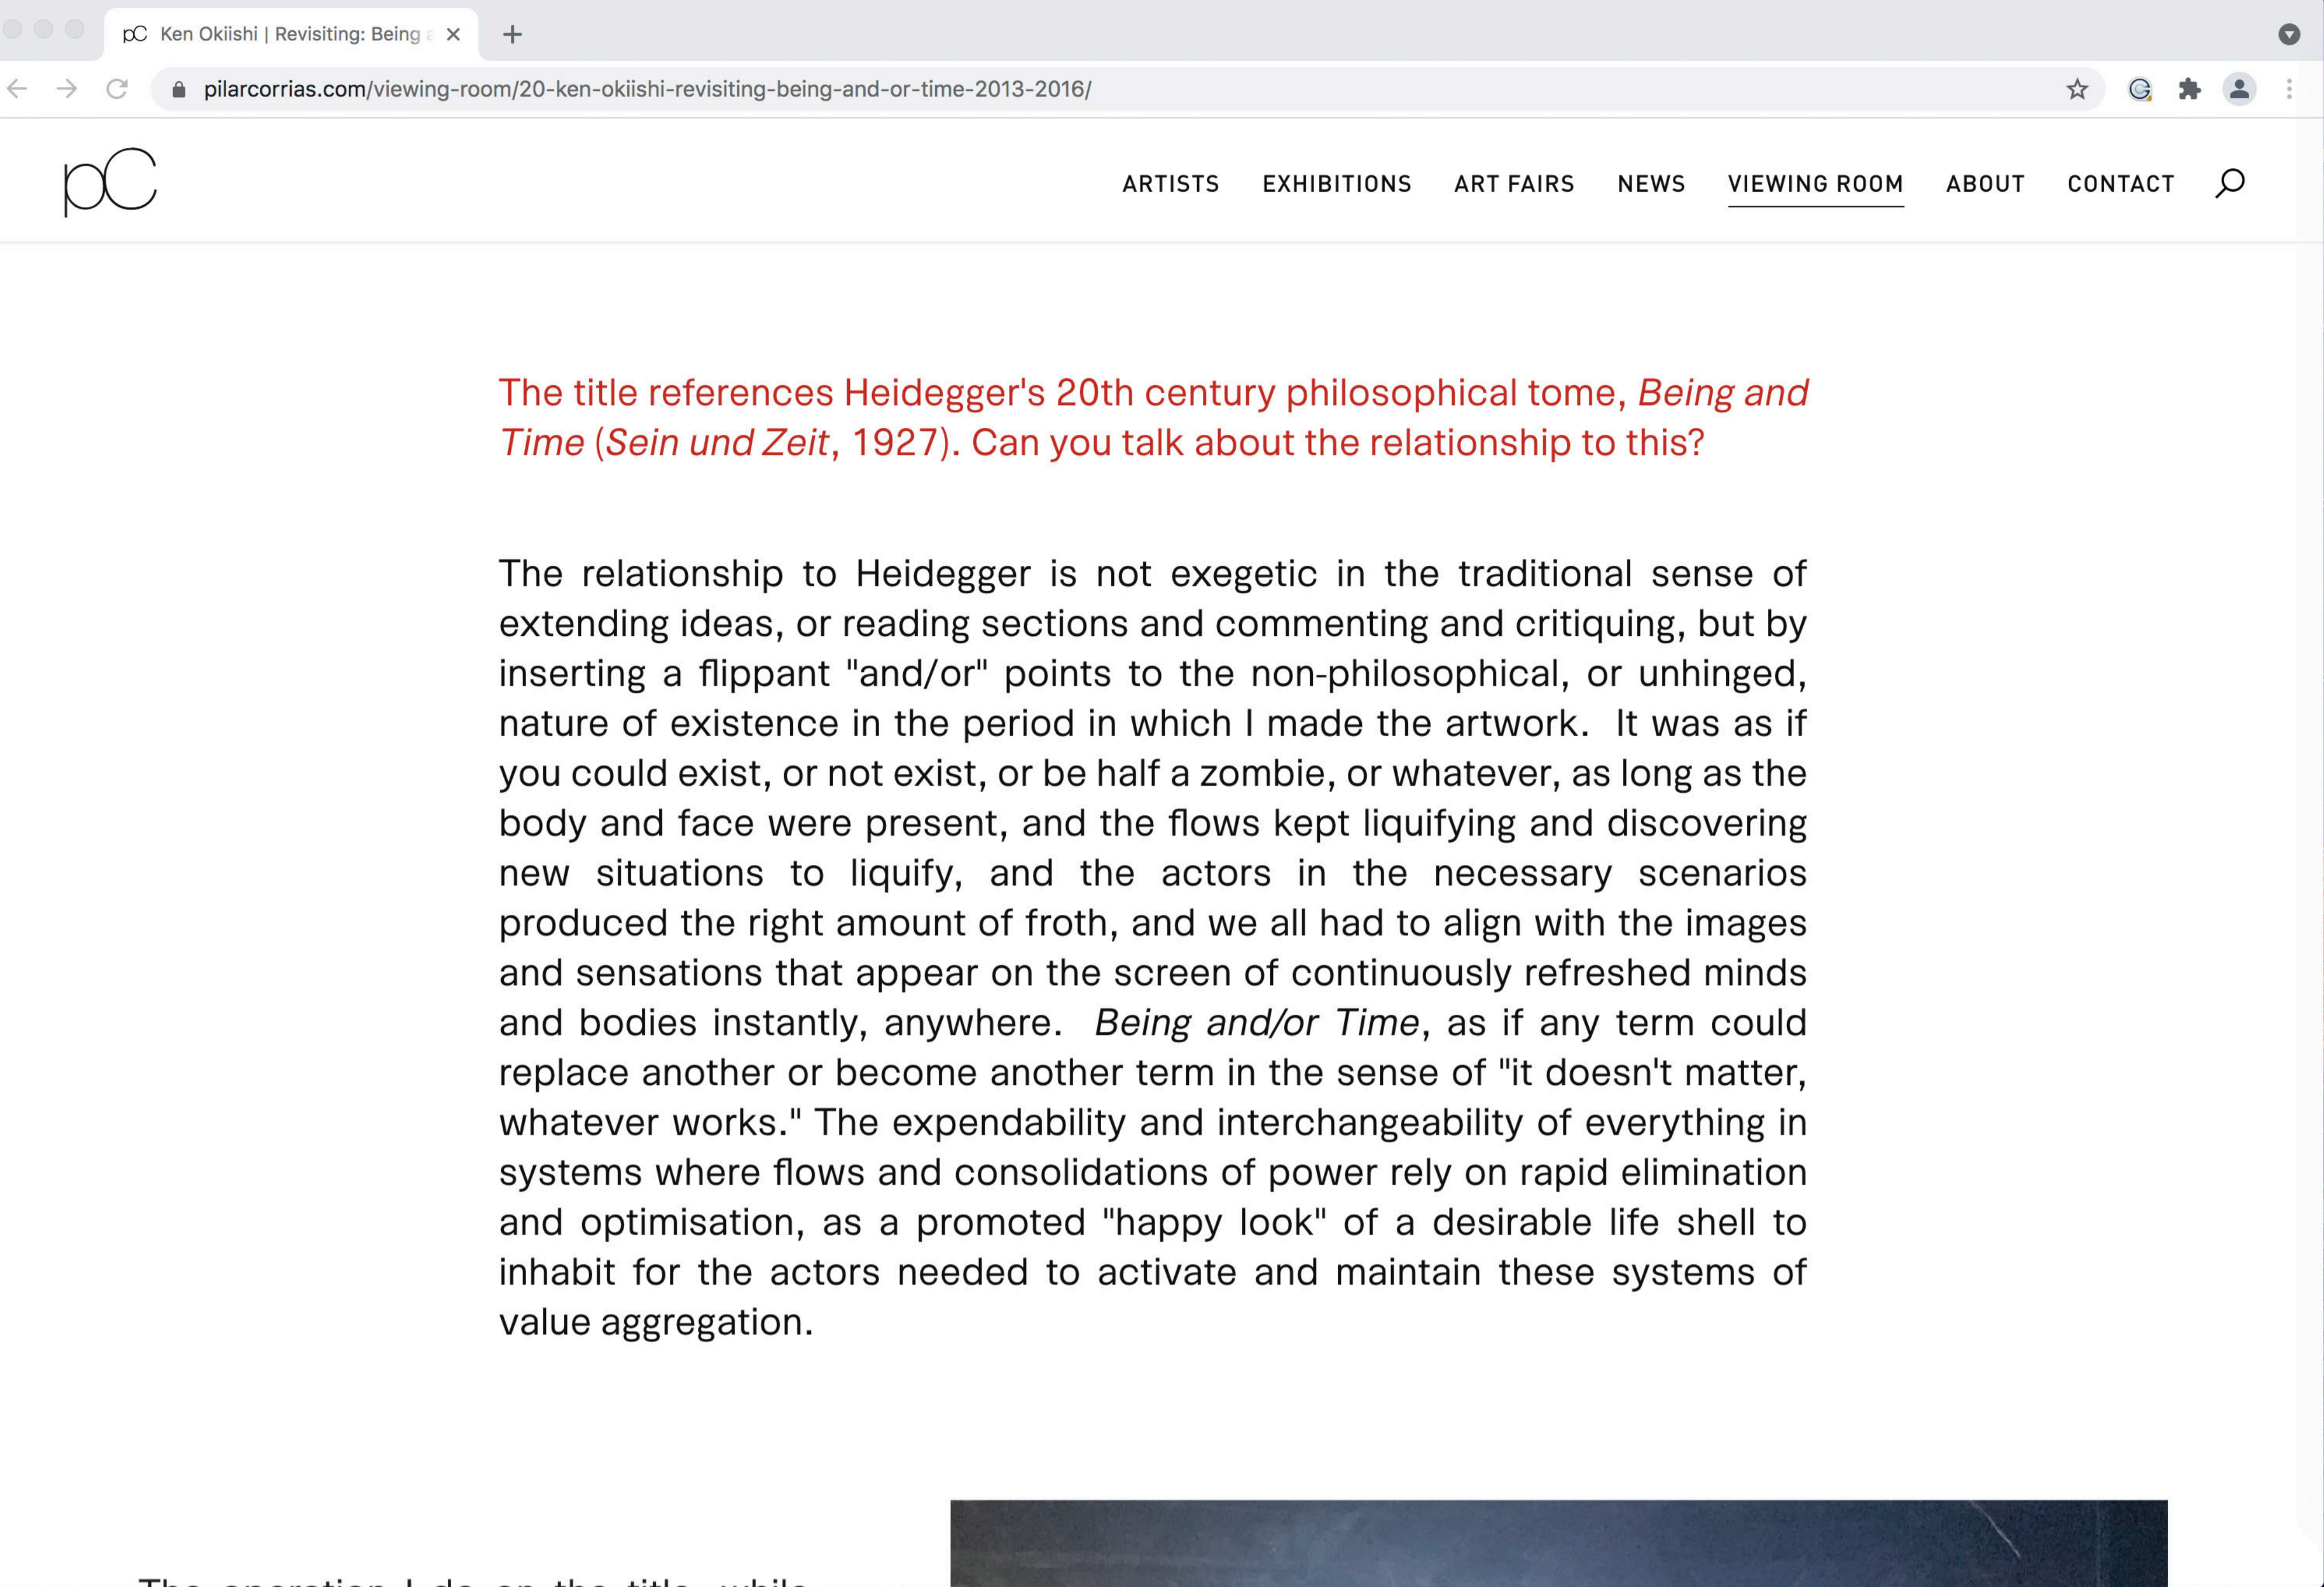 pC Ken Okiishi | Revisiting: Being
pilarcorrias.com/viewing-room/20-ken-okiishi-revisiting-being-and-or-time-2013-2016/
pC
ARTISTS EXHIBITIONS ART FAIRS NEWS VIEWING ROOM ABOUT CONTACT
The title references Heidegger's 20th century philosophical tome, Being and
Time (Sein und Zeit, 1927). Can you talk about the relationship to this?
The relationship to Heidegger is not exegetic in the traditional sense of
extending ideas, or reading sections and commenting and critiquing, but by
inserting a flippant "and/or" points to the non-philosophical, or unhinged,
nature of existence in the period in which I made the artwork. It was as if
you could exist, or not exist, or be half a zombie, or whatever, as long as the
body and face were present, and the flows kept liquifying and discovering
new situations to liquify, and the actors in the necessary scenarios
produced the right amount of froth, and we all had to align with the images
and sensations that appear on the screen of continuously refreshed minds
and bodies instantly, anywhere. Being and/or Time, as if any term could
replace another or become another term in the sense of "it doesn't matter,
whatever works." The expendability and interchangeability of everything in
systems where flows and consolidations of power rely on rapid elimination
and optimisation, as a promoted "happy look" of a desirable life shell to
inhabit for the actors needed to activate and maintain these systems of
value aggregation.
The operation I do on the title, while